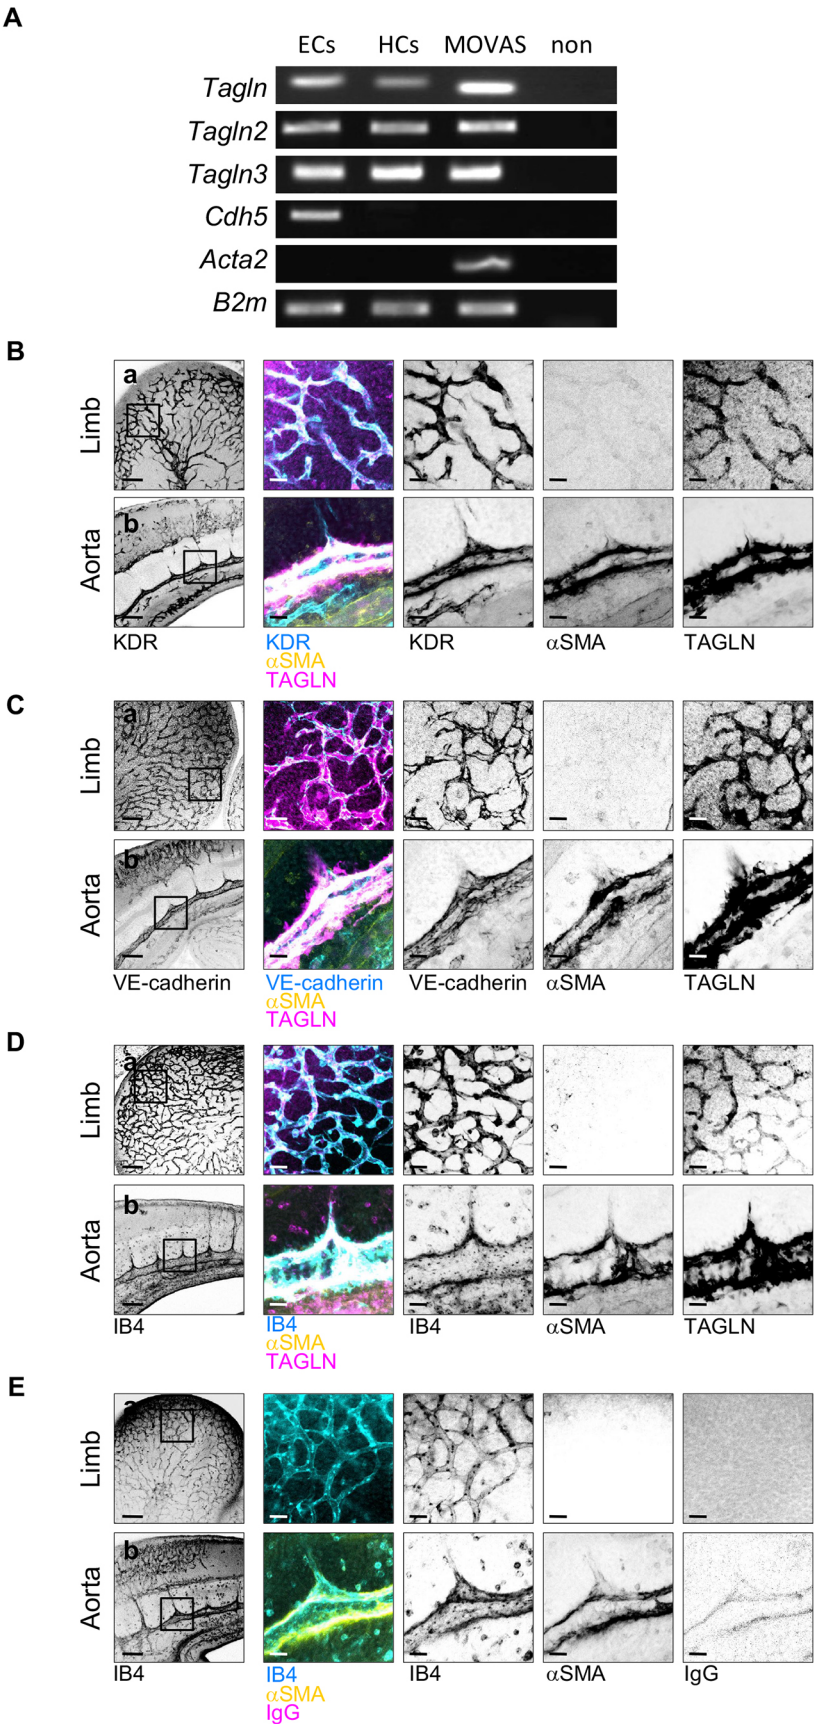 A
ECs HCs MOVAS non
Tagln
Tagln2
Tagln3
Cdh5
Acta2
B2m
B
Limb
a
Aorta
b
KDR
KDR
αSMA
TAGLN
KDR
αSMA
TAGLN
C
Limb
a
Aorta
b
VE-cadherin
VE-cadherin
αSMA
TAGLN
VE-cadherin
αSMA
TAGLN
D
Limb
a
Aorta
b
IB4
IB4
αSMA
TAGLN
IB4
αSMA
TAGLN
E
Limb
a
Aorta
b
IB4
IB4
αSMA
IgG
IB4
αSMA
IgG